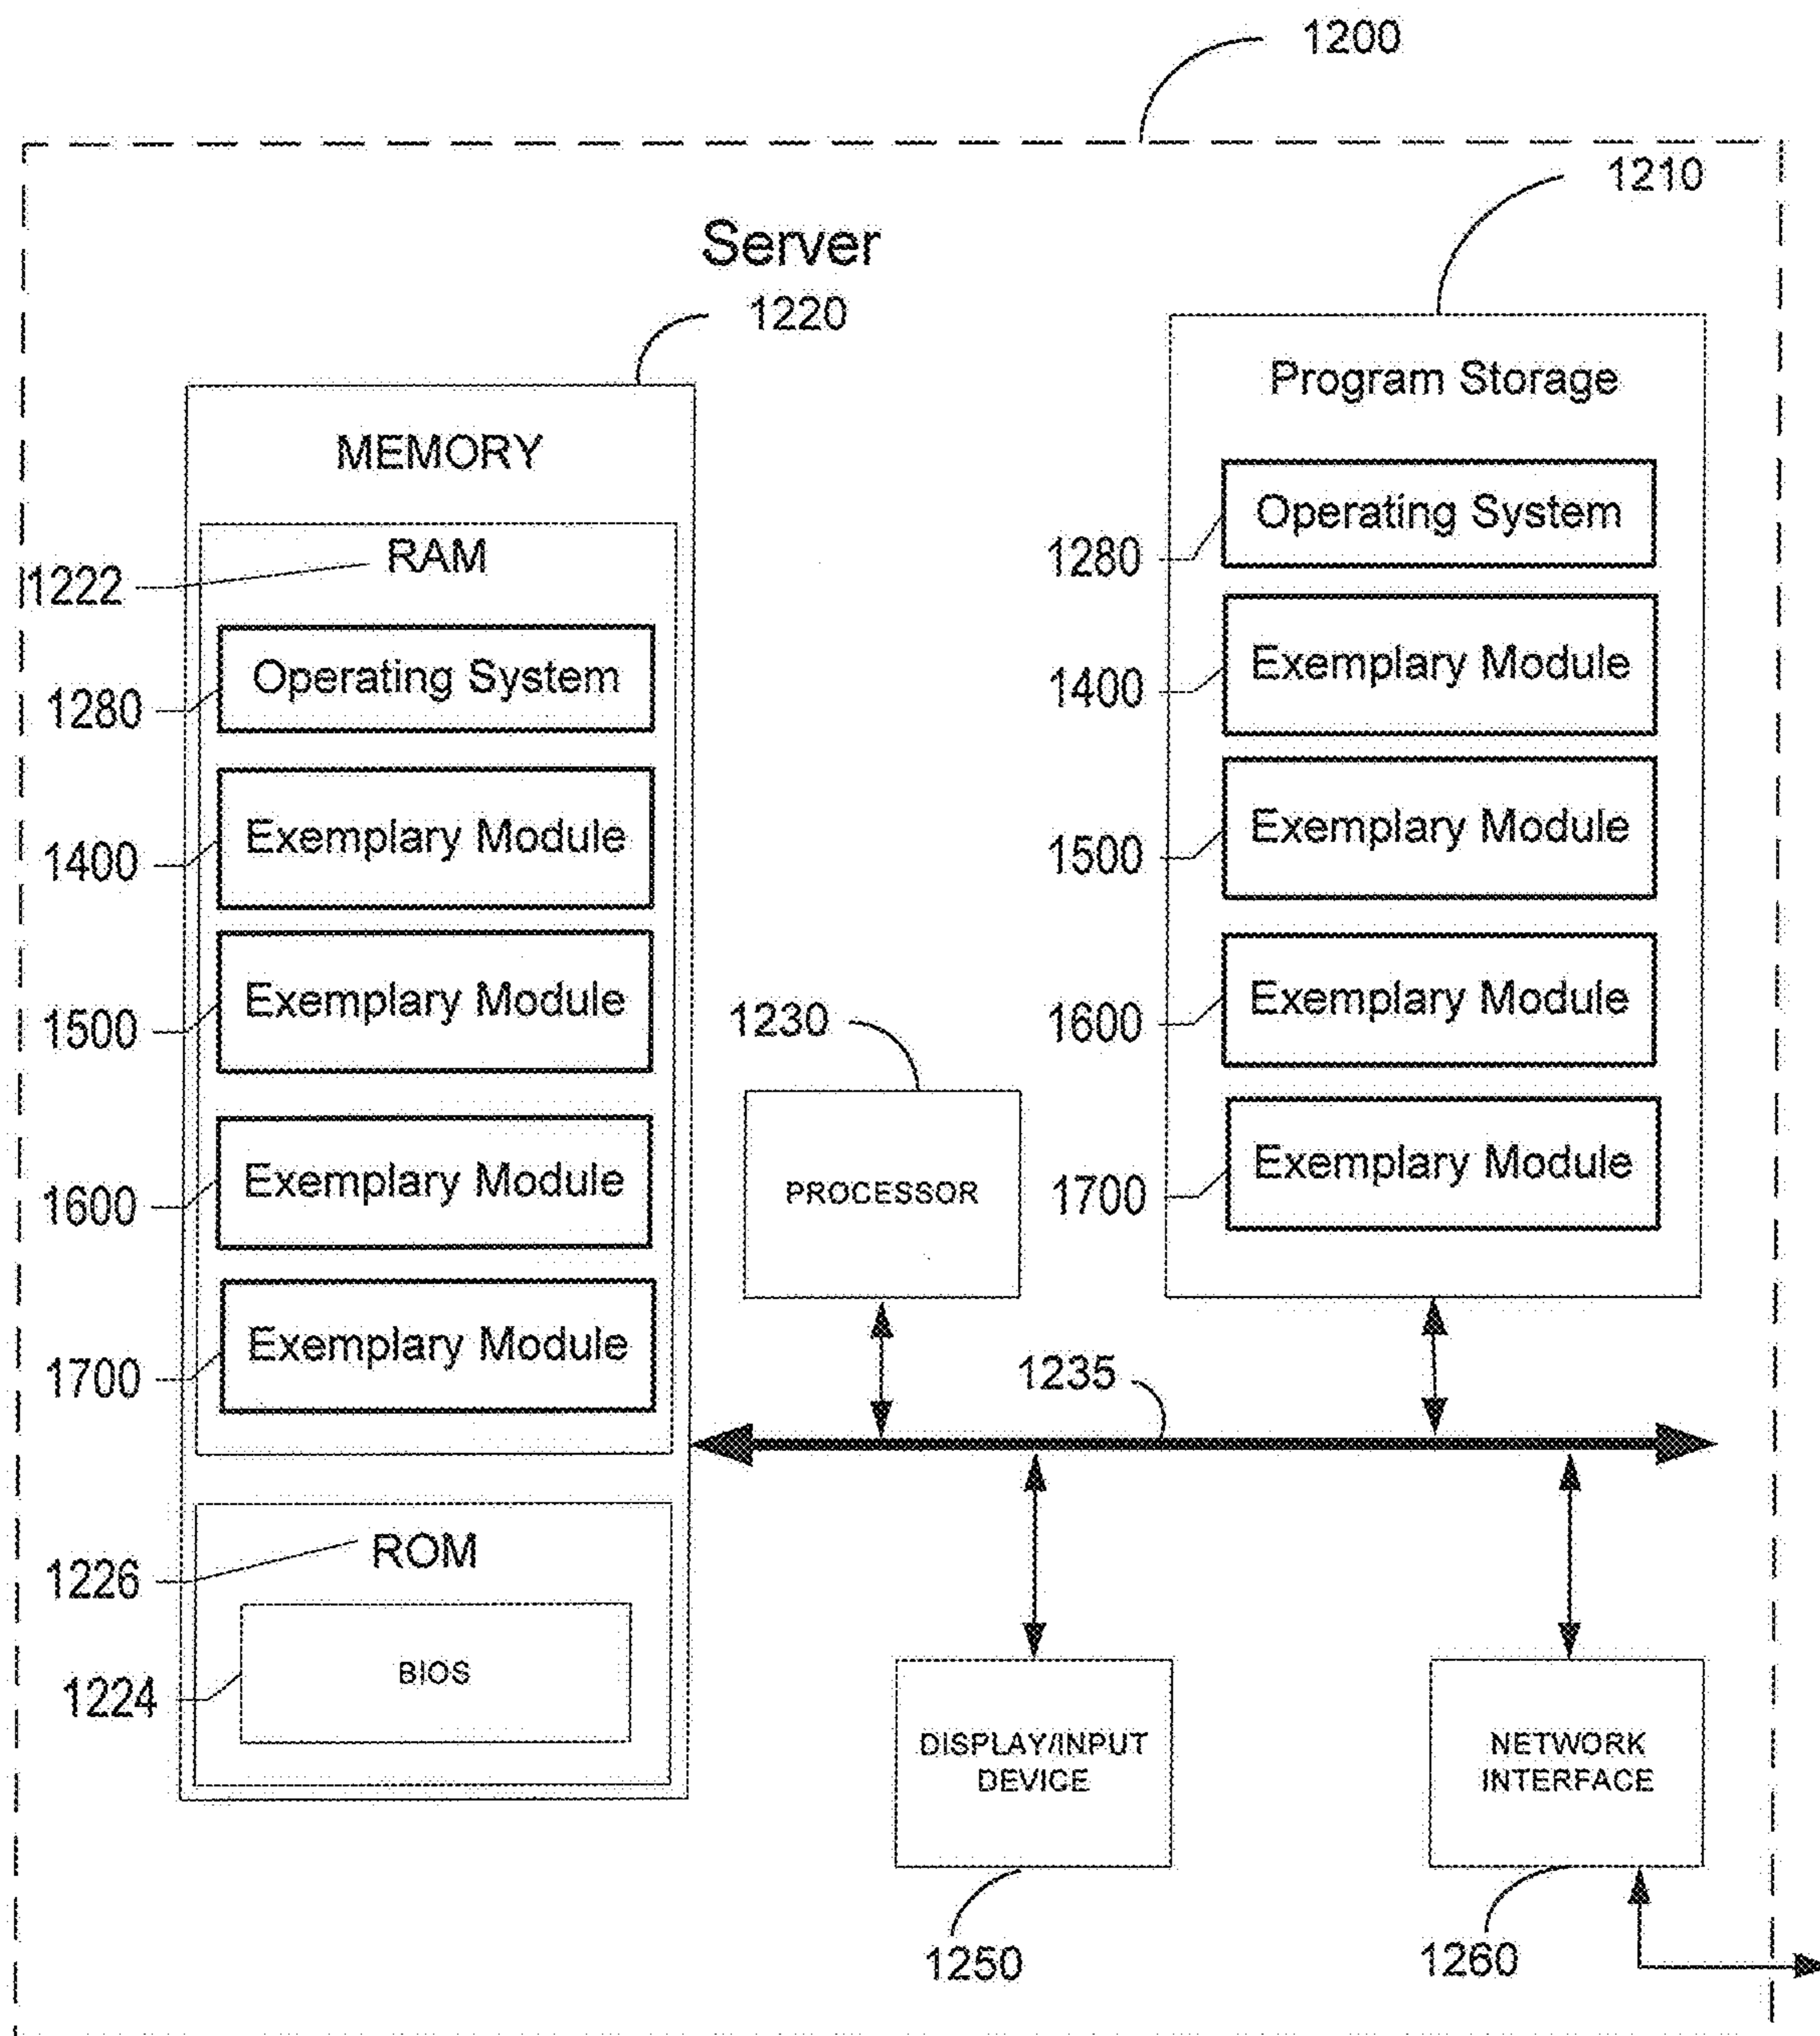 1200
1210
Server
1220
Program Storage
MEMORY
Operating System
1280
RAM
1222
Exemplary Module
1400
Operating System
1280
Exemplary Module
1500
Exemplary Module
1400
Exemplary Module
1600
Exemplary Module
1500
1230
Exemplary Module
1700
PROCESSOR
Exemplary Module
1600
Exemplary Module
1700
1235
ROM
1226
BIOS
1224
DISPLAY/INPUT
DEVICE
NETWORK
INTERFACE
1250
1260